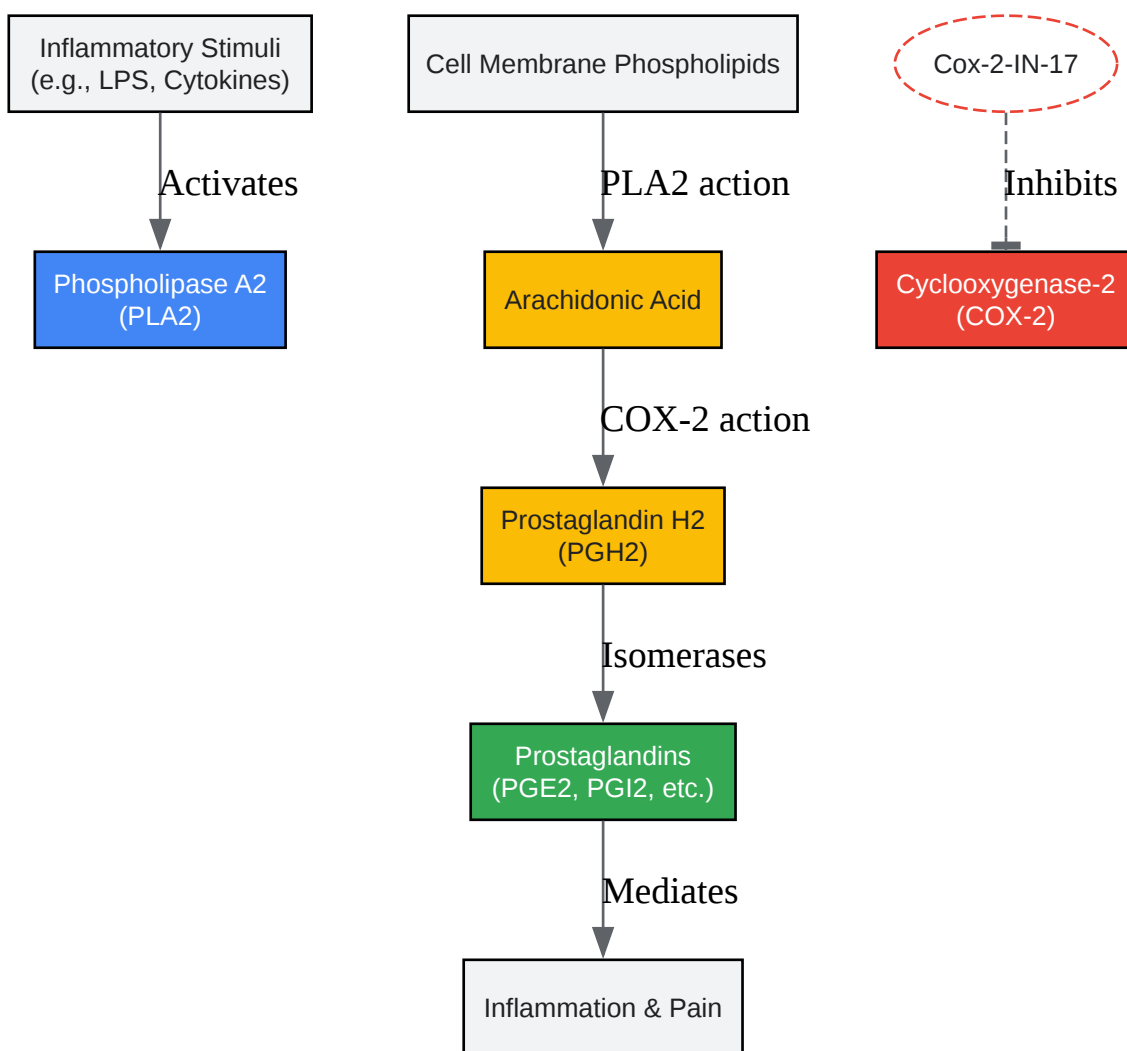 Inflammatory Stimuli
(e.g., LPS, Cytokines)
Cell Membrane Phospholipids
Cox-2-IN-17
Activates
PLA2 action
Inhibits
Phospholipase A2
(PLA2)
Arachidonic Acid
Cyclooxygenase-2
(COX-2)
COX-2 action
Prostaglandin H2
(PGH2)
Isomerases
Prostaglandins
(PGE2, PGI2, etc.)
Mediates
Inflammation & Pain